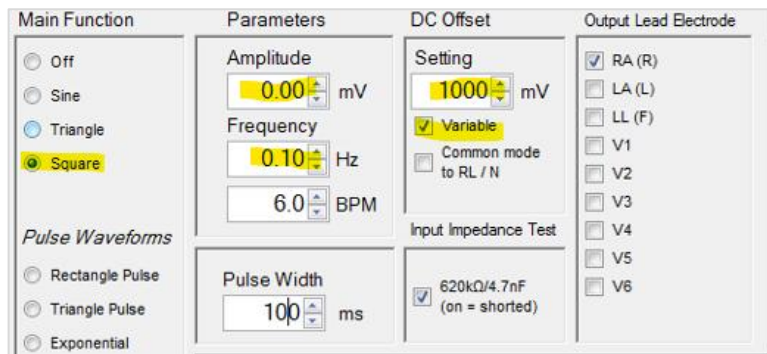 Main Function
Off
Sine
Triangle
Square
Pulse Waveforms
Rectangle Pulse
Triangle Pulse
Exponential
Parameters
Amplitude
0.00 mV
Frequency
0.10 Hz
6.0 BPM
Pulse Width
100 ms
DC Offset
Setting
1000 mV
Variable
Common mode
to RL / N
Input Impedance Test
620kΩ/4.7nF
(on = shorted)
Output Lead Electrode
RA (R)
LA (L)
LL (F)
V1
V2
V3
V4
V5
V6